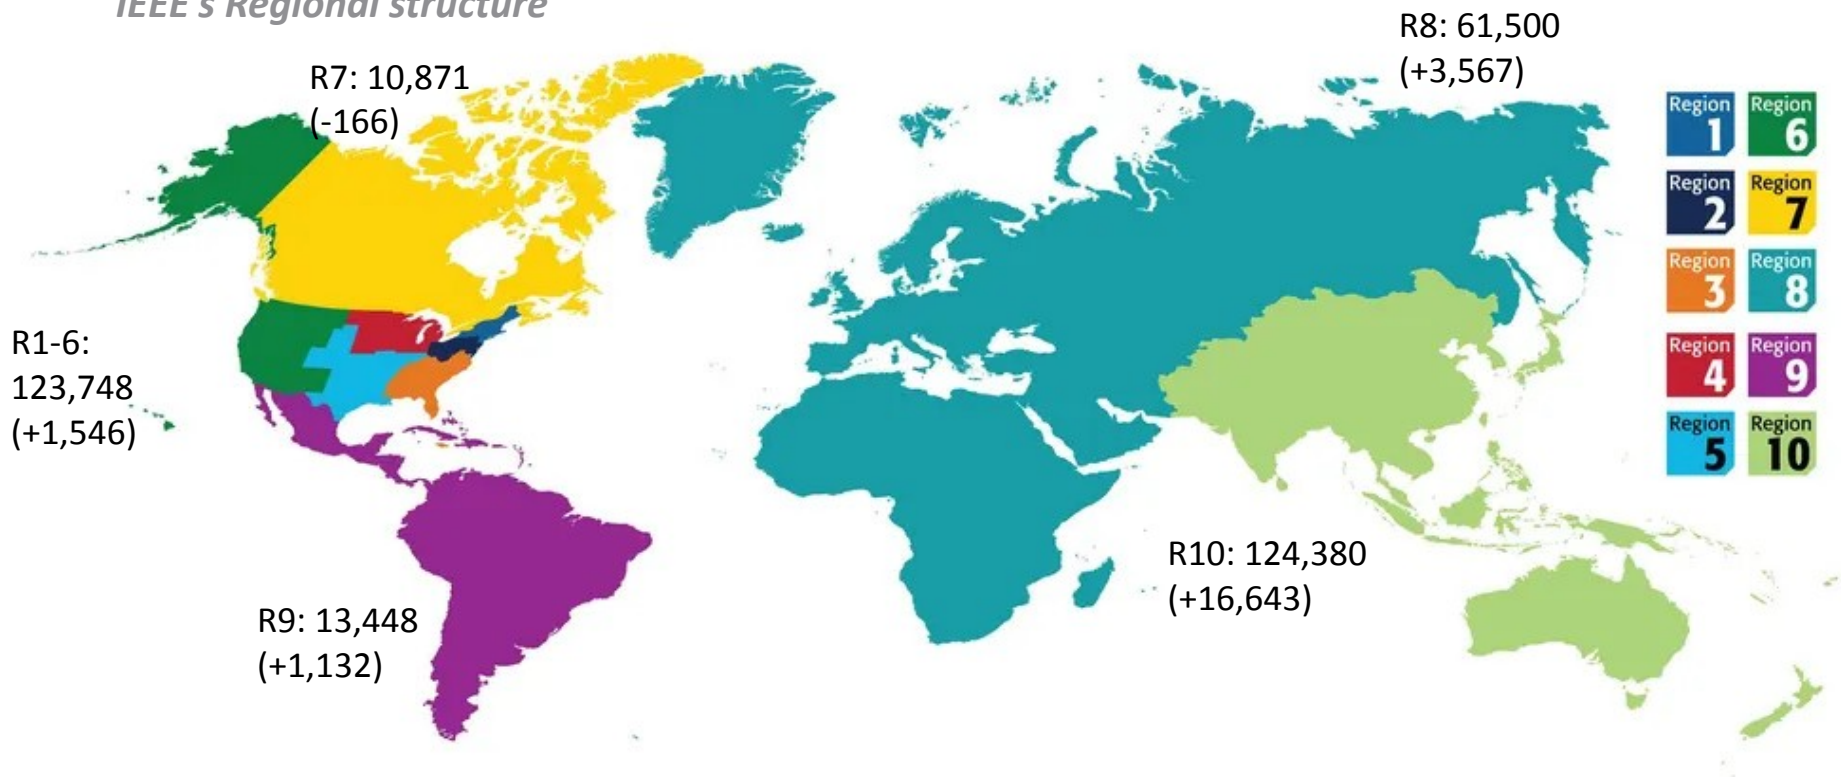 IEEE's Regional structure
R7: 10,871
(-166)
R8: 61,500
(+3,567)
R1-6:
123,748
(+1,546)
R9: 13,448
(+1,132)
R10: 124,380
(+16,643)
Region 1
Region 6
Region 2
Region 7
Region 3
Region 8
Region 4
Region 9
Region 5
Region 10